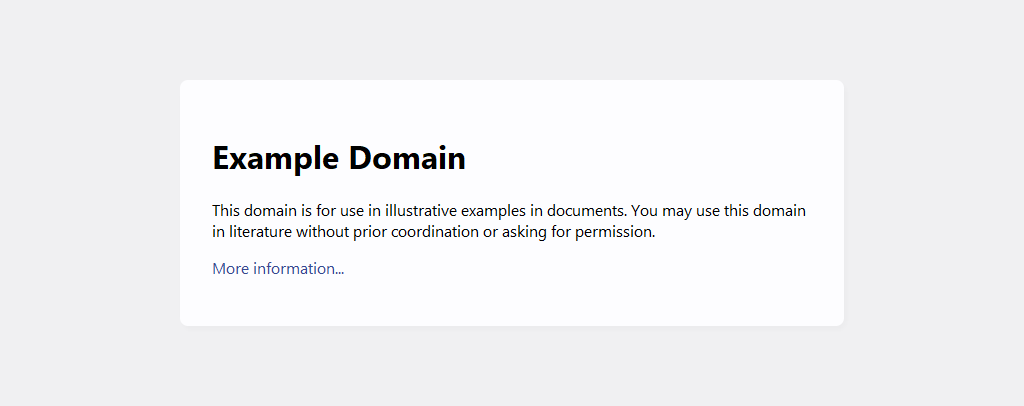 Example Domain
This domain is for use in illustrative examples in documents. You may use this domain
in literature without prior coordination or asking for permission.
More information...